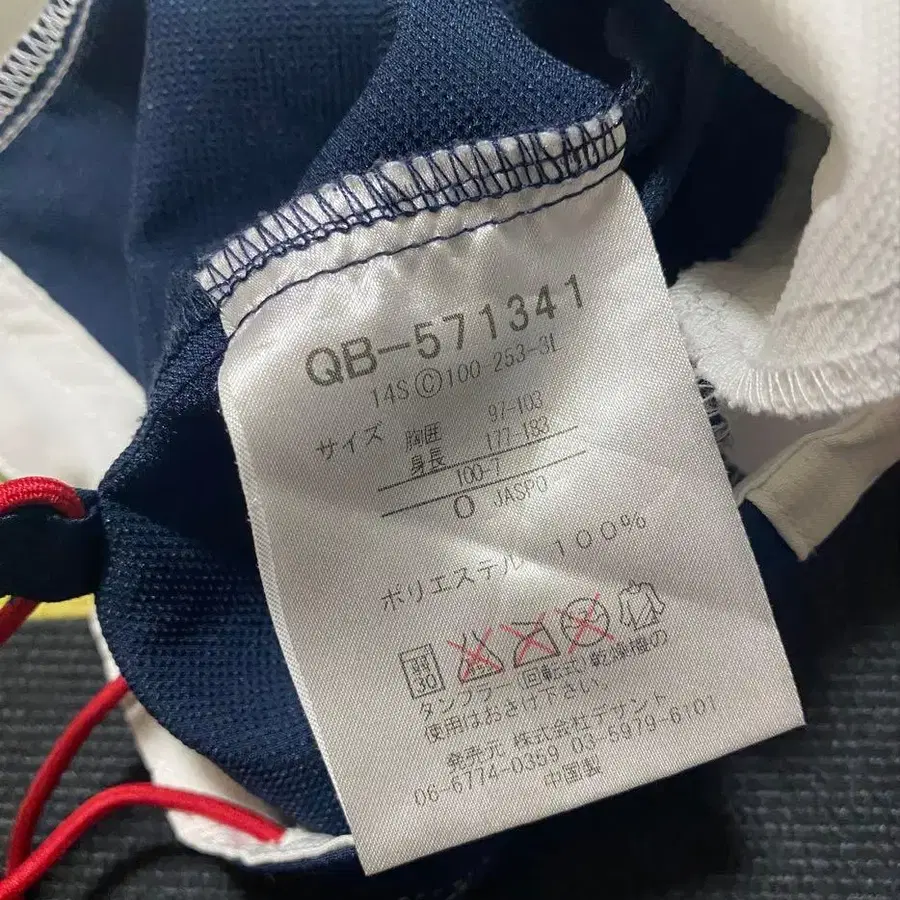 QB-571341
14S Ⓒ100 253-3L
サイズ 胸囲 97-103
身長 177-183
100-7
O JASPO
ポリエステル 100%
30
タンブラー(回転式)乾燥機の
使用はおさけ下さい。
発売元 株式会社デサント
06-6774-0359 03-5979-6101
中国製